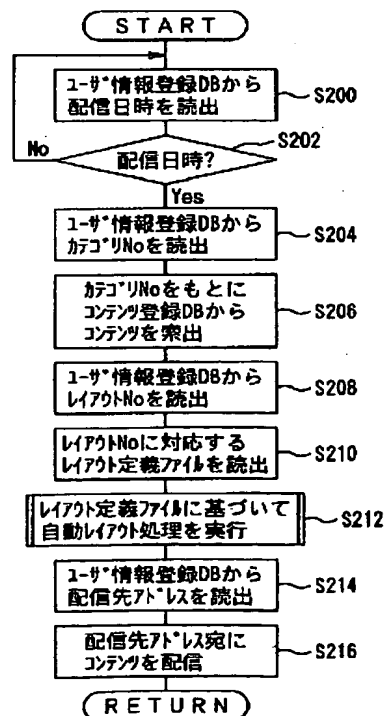 START
ユーザ情報登録DBから
配信日時を読出
S200
配信日時?
S202
No
Yes
ユーザ情報登録DBから
カテゴリNoを読出
S204
カテゴリNoをもとに
コンテンツ登録DBから
コンテンツを索出
S206
ユーザ情報登録DBから
レイアウトNoを読出
S208
レイアウトNoに対応する
レイアウト定義ファイルを読出
S210
レイアウト定義ファイルに基づいて
自動レイアウト処理を実行
S212
ユーザ情報登録DBから
配信先アドレスを読出
S214
配信先アドレス宛に
コンテンツを配信
S216
RETURN